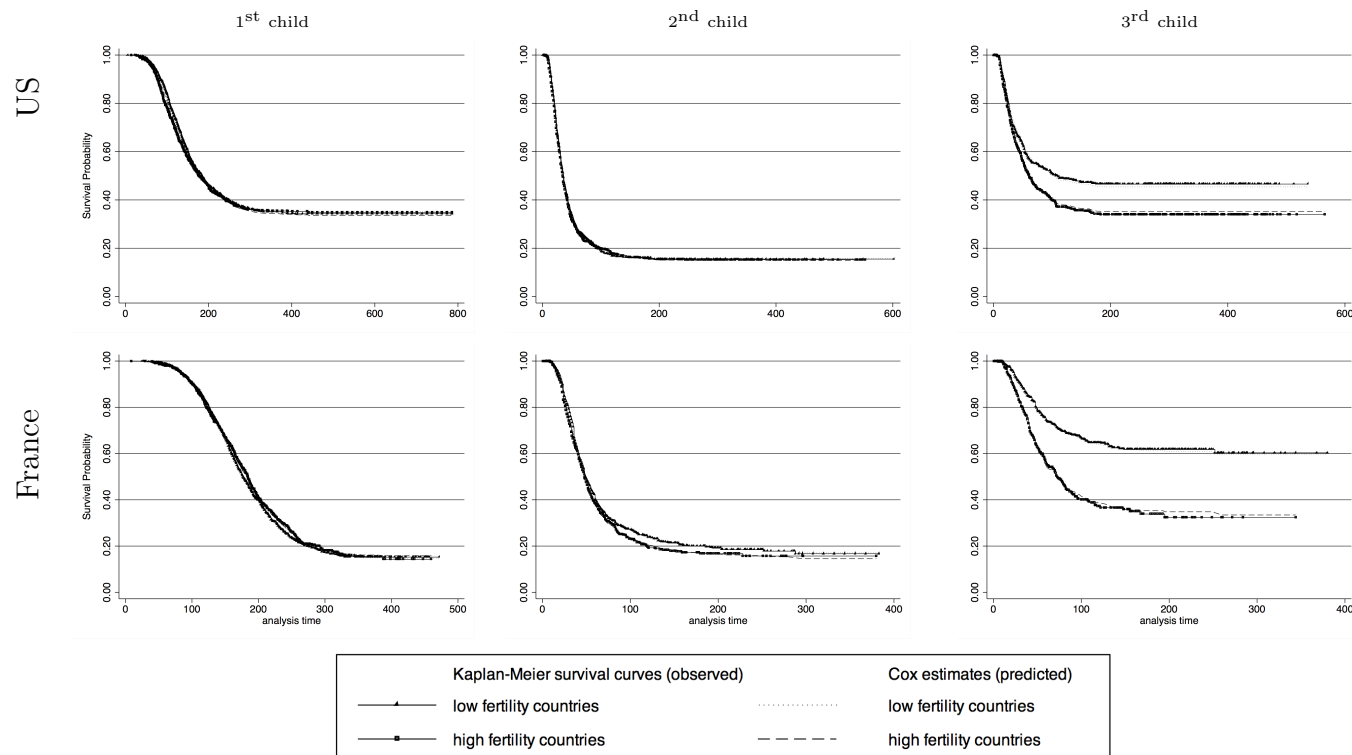 1st child 2nd child 3rd child
US
Survival Probability
1.00
0.80
0.60
0.40
0.20
0.00
0 200 400 600 800
1.00
0.80
0.60
0.40
0.20
0.00
0 200 400 600
1.00
0.80
0.60
0.40
0.20
0.00
0 200 400 600
France
Survival Probability
1.00
0.80
0.60
0.40
0.20
0.00
0 100 200 300 400 500
analysis time
1.00
0.80
0.60
0.40
0.20
0.00
0 100 200 300 400
analysis time
1.00
0.80
0.60
0.40
0.20
0.00
0 100 200 300 400
analysis time
Kaplan-Meier survival curves (observed) Cox estimates (predicted)
low fertility countries low fertility countries
high fertility countries high fertility countries